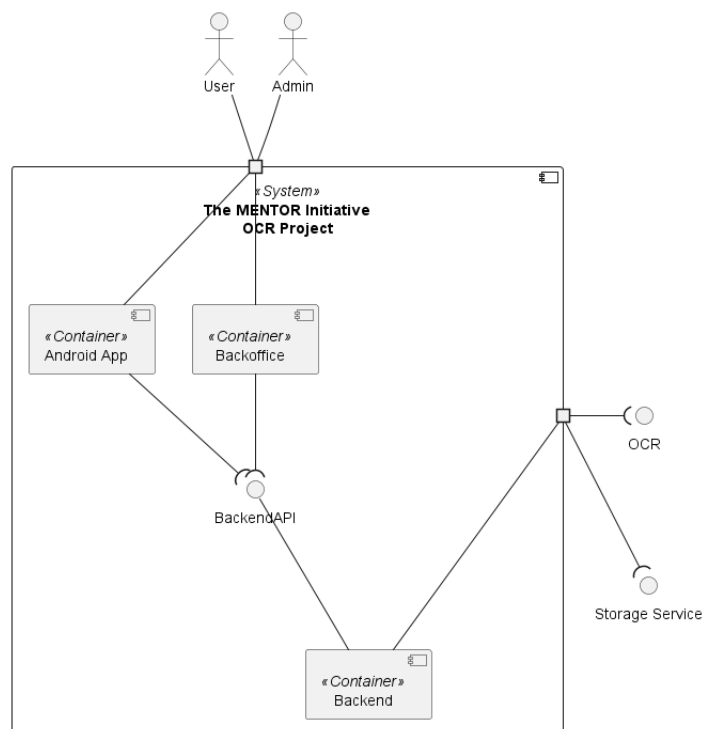 User
Admin
«System»
The MENTOR Initiative
OCR Project
«Container»
Android App
«Container»
Backoffice
OCR
BackendAPI
Storage Service
«Container»
Backend